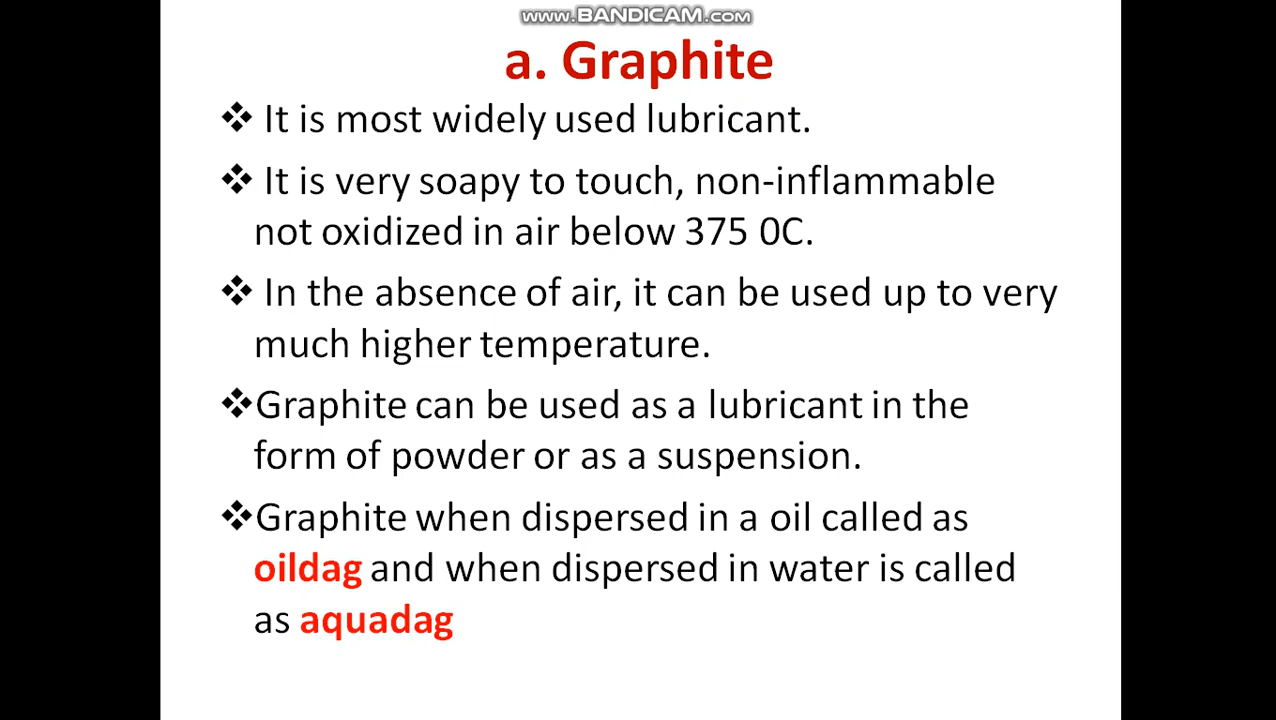 www.BANDICAM.com
a. Graphite
❖ It is most widely used lubricant.
❖ It is very soapy to touch, non-inflammable
not oxidized in air below 375 0C.
❖ In the absence of air, it can be used up to very
much higher temperature.
❖Graphite can be used as a lubricant in the
form of powder or as a suspension.
❖Graphite when dispersed in a oil called as
oildag and when dispersed in water is called
as aquadag